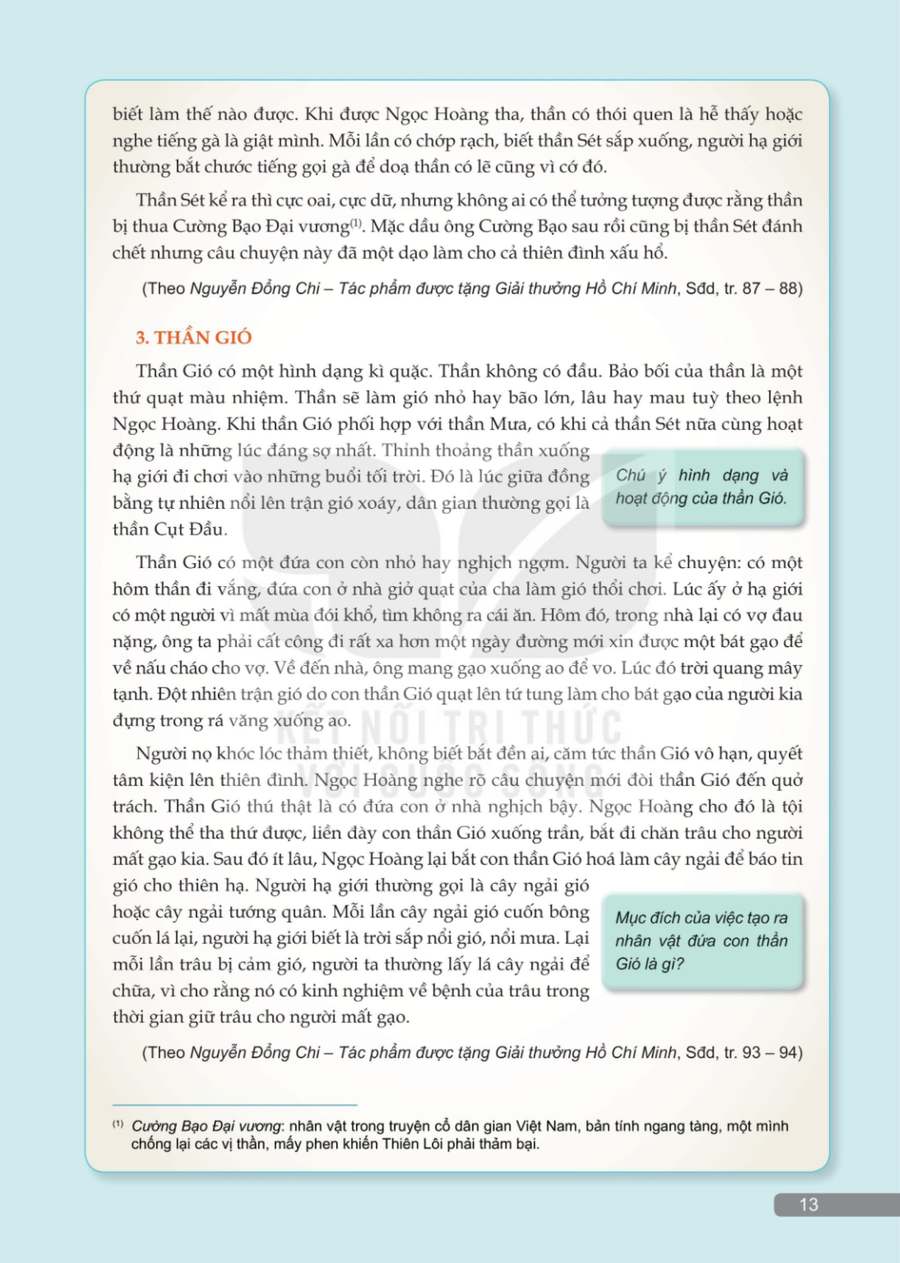 biết làm thế nào được. Khi được Ngọc Hoàng tha, thần có thói quen là hễ thấy hoặc
nghe tiếng gà là giật mình. Mỗi lần có chớp rạch, biết thần Sét sắp xuống, người hạ giới
thường bắt chước tiếng gọi gà để doạ thần có lẽ cũng vì cớ đó.
Thần Sét kể ra thì cực oai, cực dữ, nhưng không ai có thể tưởng tượng được rằng thần
bị thua Cường Bạo Đại vương(1). Mặc dầu ông Cường Bạo sau rồi cũng bị thần Sét đánh
chết nhưng câu chuyện này đã một dạo làm cho cả thiên đình xấu hổ.
(Theo Nguyễn Đổng Chi – Tác phẩm được tặng Giải thưởng Hồ Chí Minh, Sđd, tr. 87 – 88)
3. THẦN GIÓ
Thần Gió có một hình dạng kì quặc. Thần không có đầu. Bảo bối của thần là một
thứ quạt màu nhiệm. Thần sẽ làm gió nhỏ hay bão lớn, lâu hay mau tuỳ theo lệnh
Ngọc Hoàng. Khi thần Gió phối hợp với thần Mưa, có khi cả thần Sét nữa cùng hoạt
động là những lúc đáng sợ nhất. Thỉnh thoảng thần xuống
hạ giới đi chơi vào những buổi tối trời. Đó là lúc giữa đồng
bằng tự nhiên nổi lên trận gió xoáy, dân gian thường gọi là
thần Cụt Đầu.
Chú ý hình dạng và
hoạt động của thần Gió.
Thần Gió có một đứa con còn nhỏ hay nghịch ngợm. Người ta kể chuyện: có một
hôm thần đi vắng, đứa con ở nhà giở quạt của cha làm gió thổi chơi. Lúc ấy ở hạ giới
có một người vì mất mùa đói khổ, tìm không ra cái ăn. Hôm đó, trong nhà lại có vợ đau
nặng, ông ta phải cất công đi rất xa hơn một ngày đường mới xin được một bát gạo để
về nấu cháo cho vợ. Về đến nhà, ông mang gạo xuống ao để vo. Lúc đó trời quang mây
tạnh. Đột nhiên trận gió do con thần Gió quạt lên tứ tung làm cho bát gạo của người kia
đựng trong rá văng xuống ao.
KẾT NỐI TRI THỨC
VỚI CUỘC SỐNG
Người nọ khóc lóc thảm thiết, không biết bắt đền ai, căm tức thần Gió vô hạn, quyết
tâm kiện lên thiên đình. Ngọc Hoàng nghe rõ câu chuyện mới đòi thần Gió đến quở
trách. Thần Gió thú thật là có đứa con ở nhà nghịch bậy. Ngọc Hoàng cho đó là tội
không thể tha thứ được, liền đày con thần Gió xuống trần, bắt đi chăn trâu cho người
mất gạo kia. Sau đó ít lâu, Ngọc Hoàng lại bắt con thần Gió hoá làm cây ngải để báo tin
gió cho thiên hạ. Người hạ giới thường gọi là cây ngải gió
hoặc cây ngải tướng quân. Mỗi lần cây ngải gió cuốn bông
cuốn lá lại, người hạ giới biết là trời sắp nổi gió, nổi mưa. Lại
mỗi lần trâu bị cảm gió, người ta thường lấy lá cây ngải để
chữa, vì cho rằng nó có kinh nghiệm về bệnh của trâu trong
thời gian giữ trâu cho người mất gạo.
Mục đích của việc tạo ra
nhân vật đứa con thần
Gió là gì?
(Theo Nguyễn Đổng Chi – Tác phẩm được tặng Giải thưởng Hồ Chí Minh, Sđd, tr. 93 – 94)
(1) Cường Bạo Đại vương: nhân vật trong truyện cổ dân gian Việt Nam, bản tính ngang tàng, một mình
chống lại các vị thần, mấy phen khiến Thiên Lôi phải thảm bại.
13